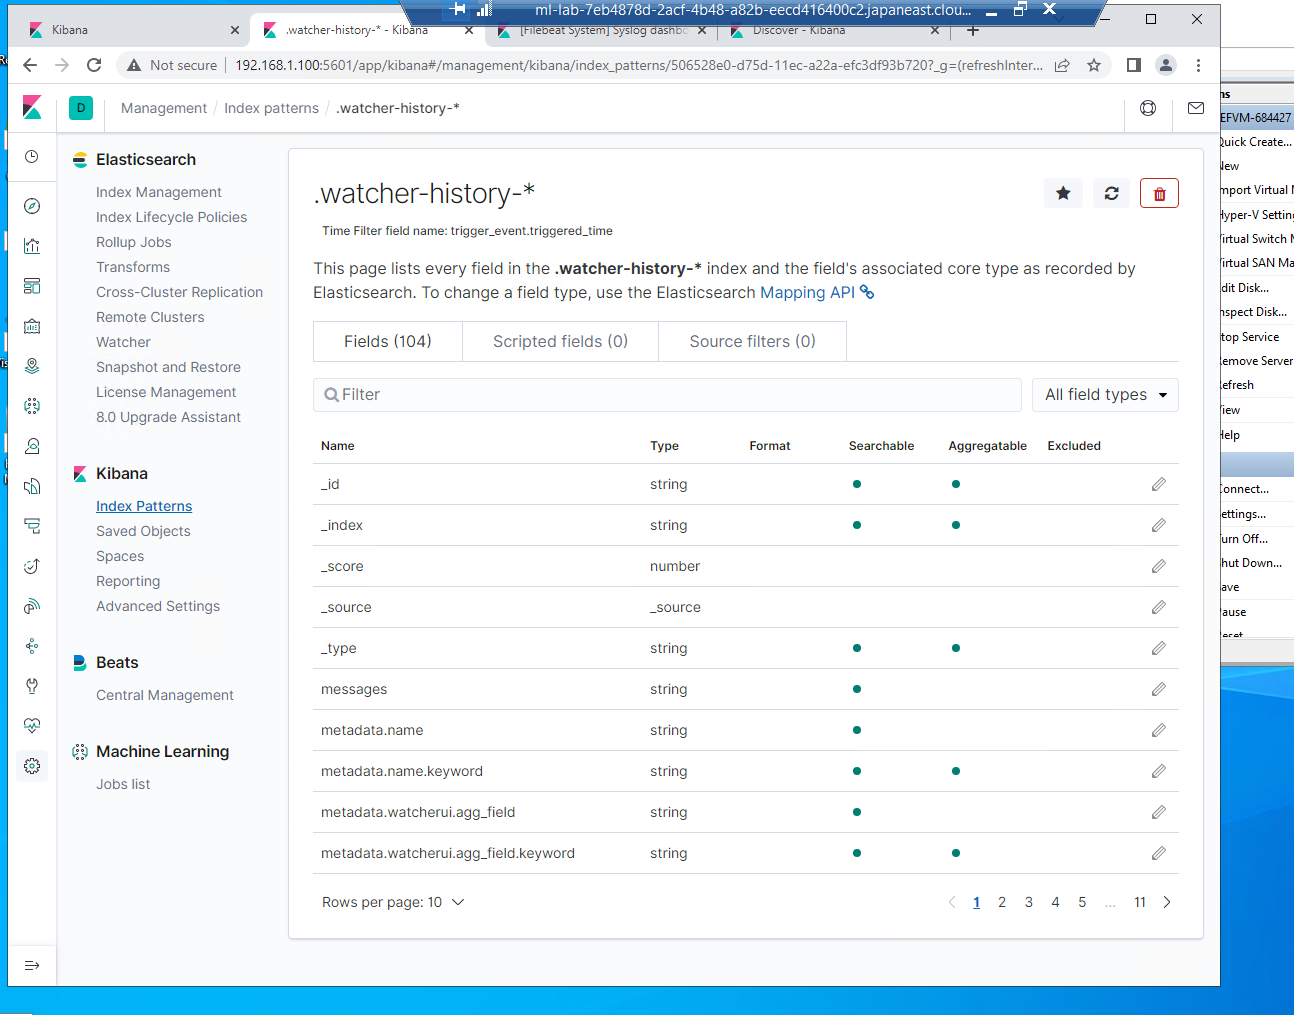 ml-lab-7eb4878d-2acf-4b48-a82b-eecd416400c2.japaneast.clou...
Kibana
.watcher-history-* - Kibana
[Filebeat System] Syslog dashbo
Discover - Kibana
Not secure
192.168.1.100:5601/app/kibana#/management/kibana/index_patterns/506528e0-d75d-11ec-a22a-efc3df93b720?_g=(refreshInter...
D
Management / Index patterns / .watcher-history-*
Elasticsearch
Index Management
Index Lifecycle Policies
Rollup Jobs
Transforms
Cross-Cluster Replication
Remote Clusters
Watcher
Snapshot and Restore
License Management
8.0 Upgrade Assistant
Kibana
Index Patterns
Saved Objects
Spaces
Reporting
Advanced Settings
Beats
Central Management
Machine Learning
Jobs list
.watcher-history-*
Time Filter field name: trigger_event.triggered_time
This page lists every field in the .watcher-history-* index and the field's associated core type as recorded by
Elasticsearch. To change a field type, use the Elasticsearch Mapping API
Fields (104)
Scripted fields (0)
Source filters (0)
Filter
All field types
Name Type Format Searchable Aggregatable Excluded
_id string
_index string
_score number
_source _source
_type string
messages string
metadata.name string
metadata.name.keyword string
metadata.watcherui.agg_field string
metadata.watcherui.agg_field.keyword string
Rows per page: 10
1 2 3 4 5 ... 11
ns
EFVM-684427
Quick Create...
New
mport Virtual M
Hyper-V Setting
Virtual Switch M
Virtual SAN Ma
dit Disk...
nspect Disk...
top Service
Remove Server
Refresh
View
Help
Connect...
ettings...
Turn Off...
Shut Down...
ave
ause
Reset